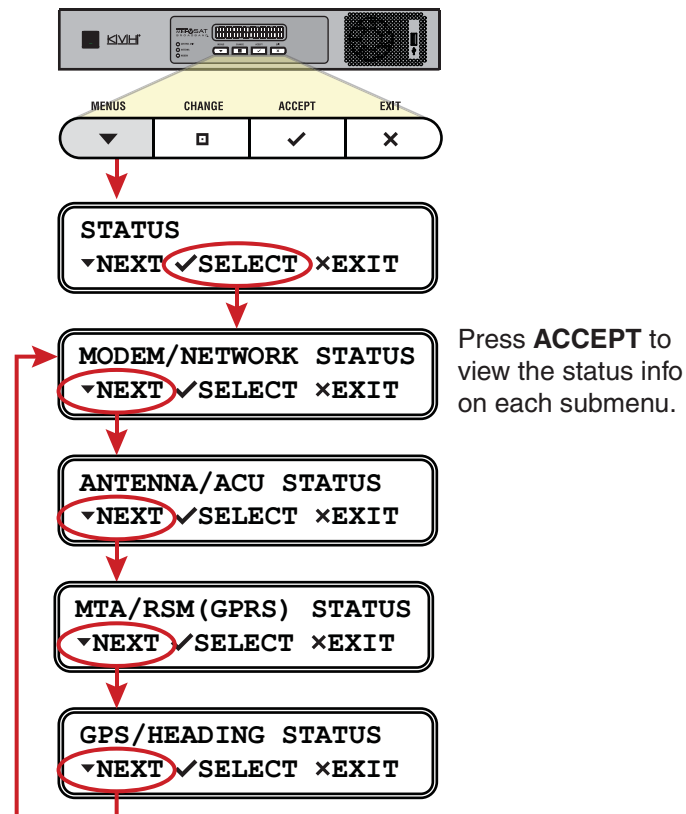 KVH
SAT
MENUS CHANGE ACCEPT EXIT
STATUS
▼NEXT ✓SELECT ×EXIT
MODEM/NETWORK STATUS
▼NEXT ✓SELECT ×EXIT
Press ACCEPT to
view the status info
on each submenu.
ANTENNA/ACU STATUS
▼NEXT ✓SELECT ×EXIT
MTA/RSM(GPRS) STATUS
▼NEXT ✓SELECT ×EXIT
GPS/HEADING STATUS
▼NEXT ✓SELECT ×EXIT